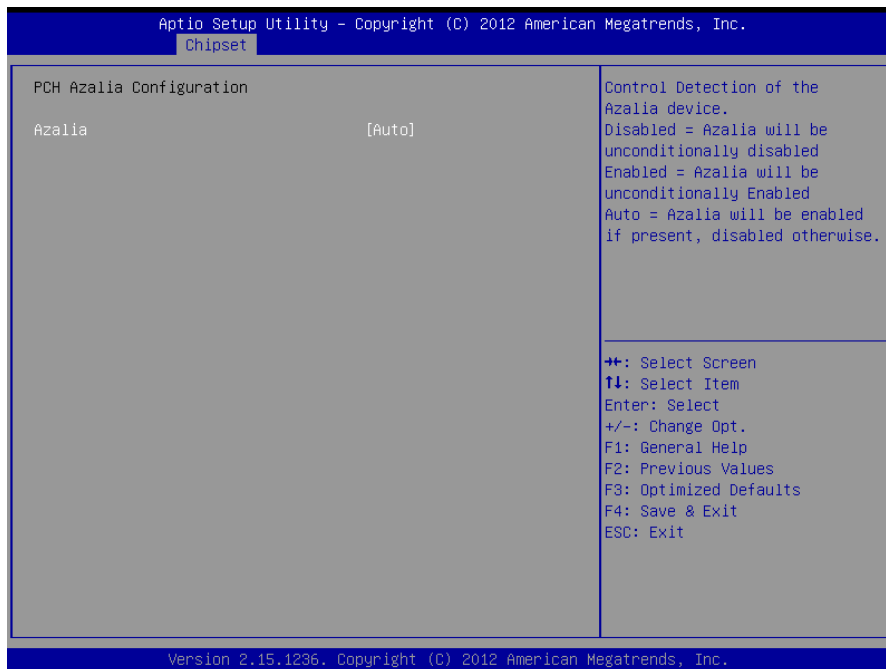 Aptio Setup Utility – Copyright (C) 2012 American Megatrends, Inc.
Chipset
PCH Azalia Configuration
Azalia [Auto]
Control Detection of the
Azalia device.
Disabled = Azalia will be
unconditionally disabled
Enabled = Azalia will be
unconditionally Enabled
Auto = Azalia will be enabled
if present, disabled otherwise.
→←: Select Screen
↑↓: Select Item
Enter: Select
+/-: Change Opt.
F1: General Help
F2: Previous Values
F3: Optimized Defaults
F4: Save & Exit
ESC: Exit
Version 2.15.1236. Copyright (C) 2012 American Megatrends, Inc.